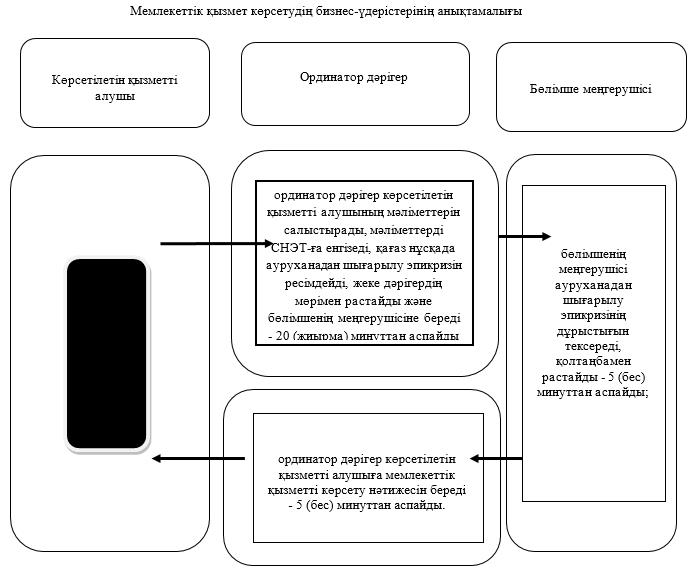 Мемлекеттік қызмет көрсетудің бизнес-үдерістерінің анықтамалығы
Көрсетілетін қызметті
алушы
Ординатор дәрігер
Бөлімше меңгерушісі
ординатор дәрігер көрсетілетін
қызметті алушының мәліметтерін
салыстырады, мәліметтерді
СНЭТ-ға енгізеді, қағаз нұсқада
ауруханадан шығарылу эпикризін
ресімдейді, жеке дәрігердің
мөрімен растайды және
бөлімшенің меңгерушісіне береді
- 20 (жиырма) минуттан аспайды
бөлімшенің
меңгерушісі
ауруханадан
шығарылу
эпикризінің
дұрыстығын
тексереді,
қолтаңбамен
растайды - 5 (бес)
минуттан аспайды;
ординатор дәрігер көрсетілетін
қызметті алушыға мемлекеттік
қызметті көрсету нәтижесін береді
- 5 (бес) минуттан аспайды.